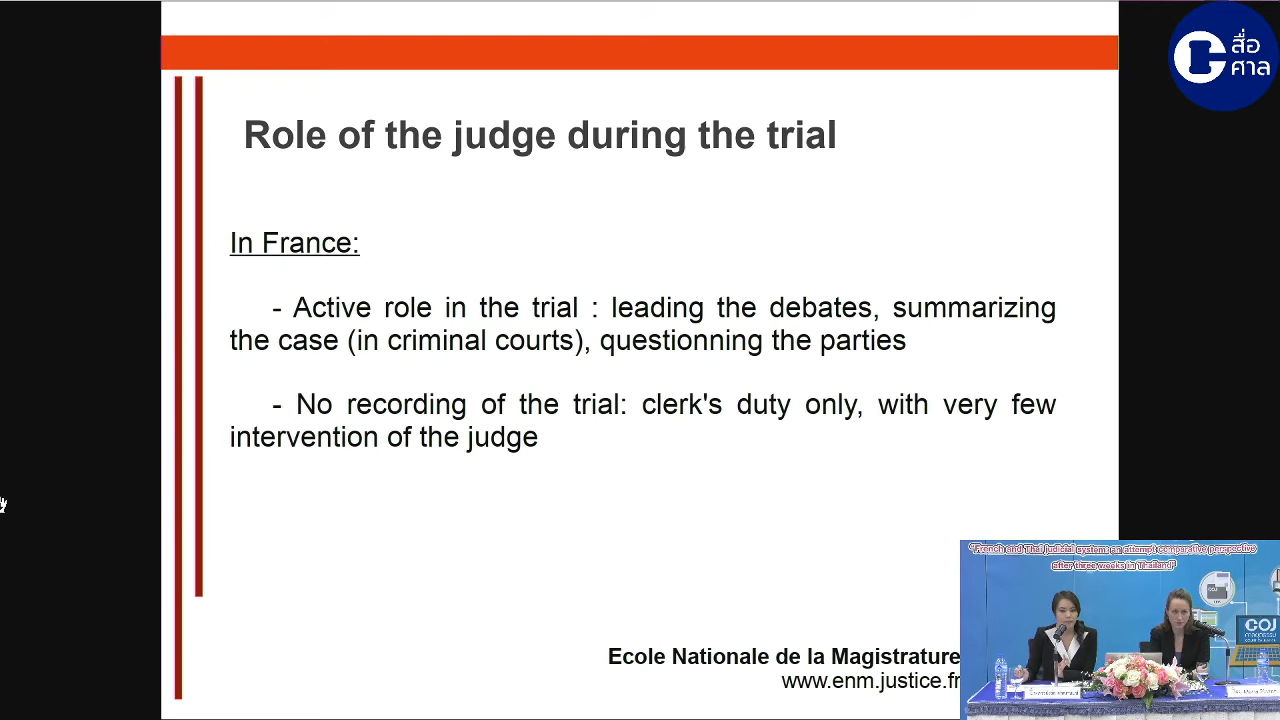 สื่อ
ศาล
Role of the judge during the trial
In France:
- Active role in the trial : leading the debates, summarizing
the case (in criminal courts), questionning the parties
- No recording of the trial: clerk's duty only, with very few
intervention of the judge
Ecole Nationale de la Magistrature
www.enm.justice.fr
"French and Thai judicial system: an attempt comparative perspective
after three weeks in Thailand"
COJ
COJ